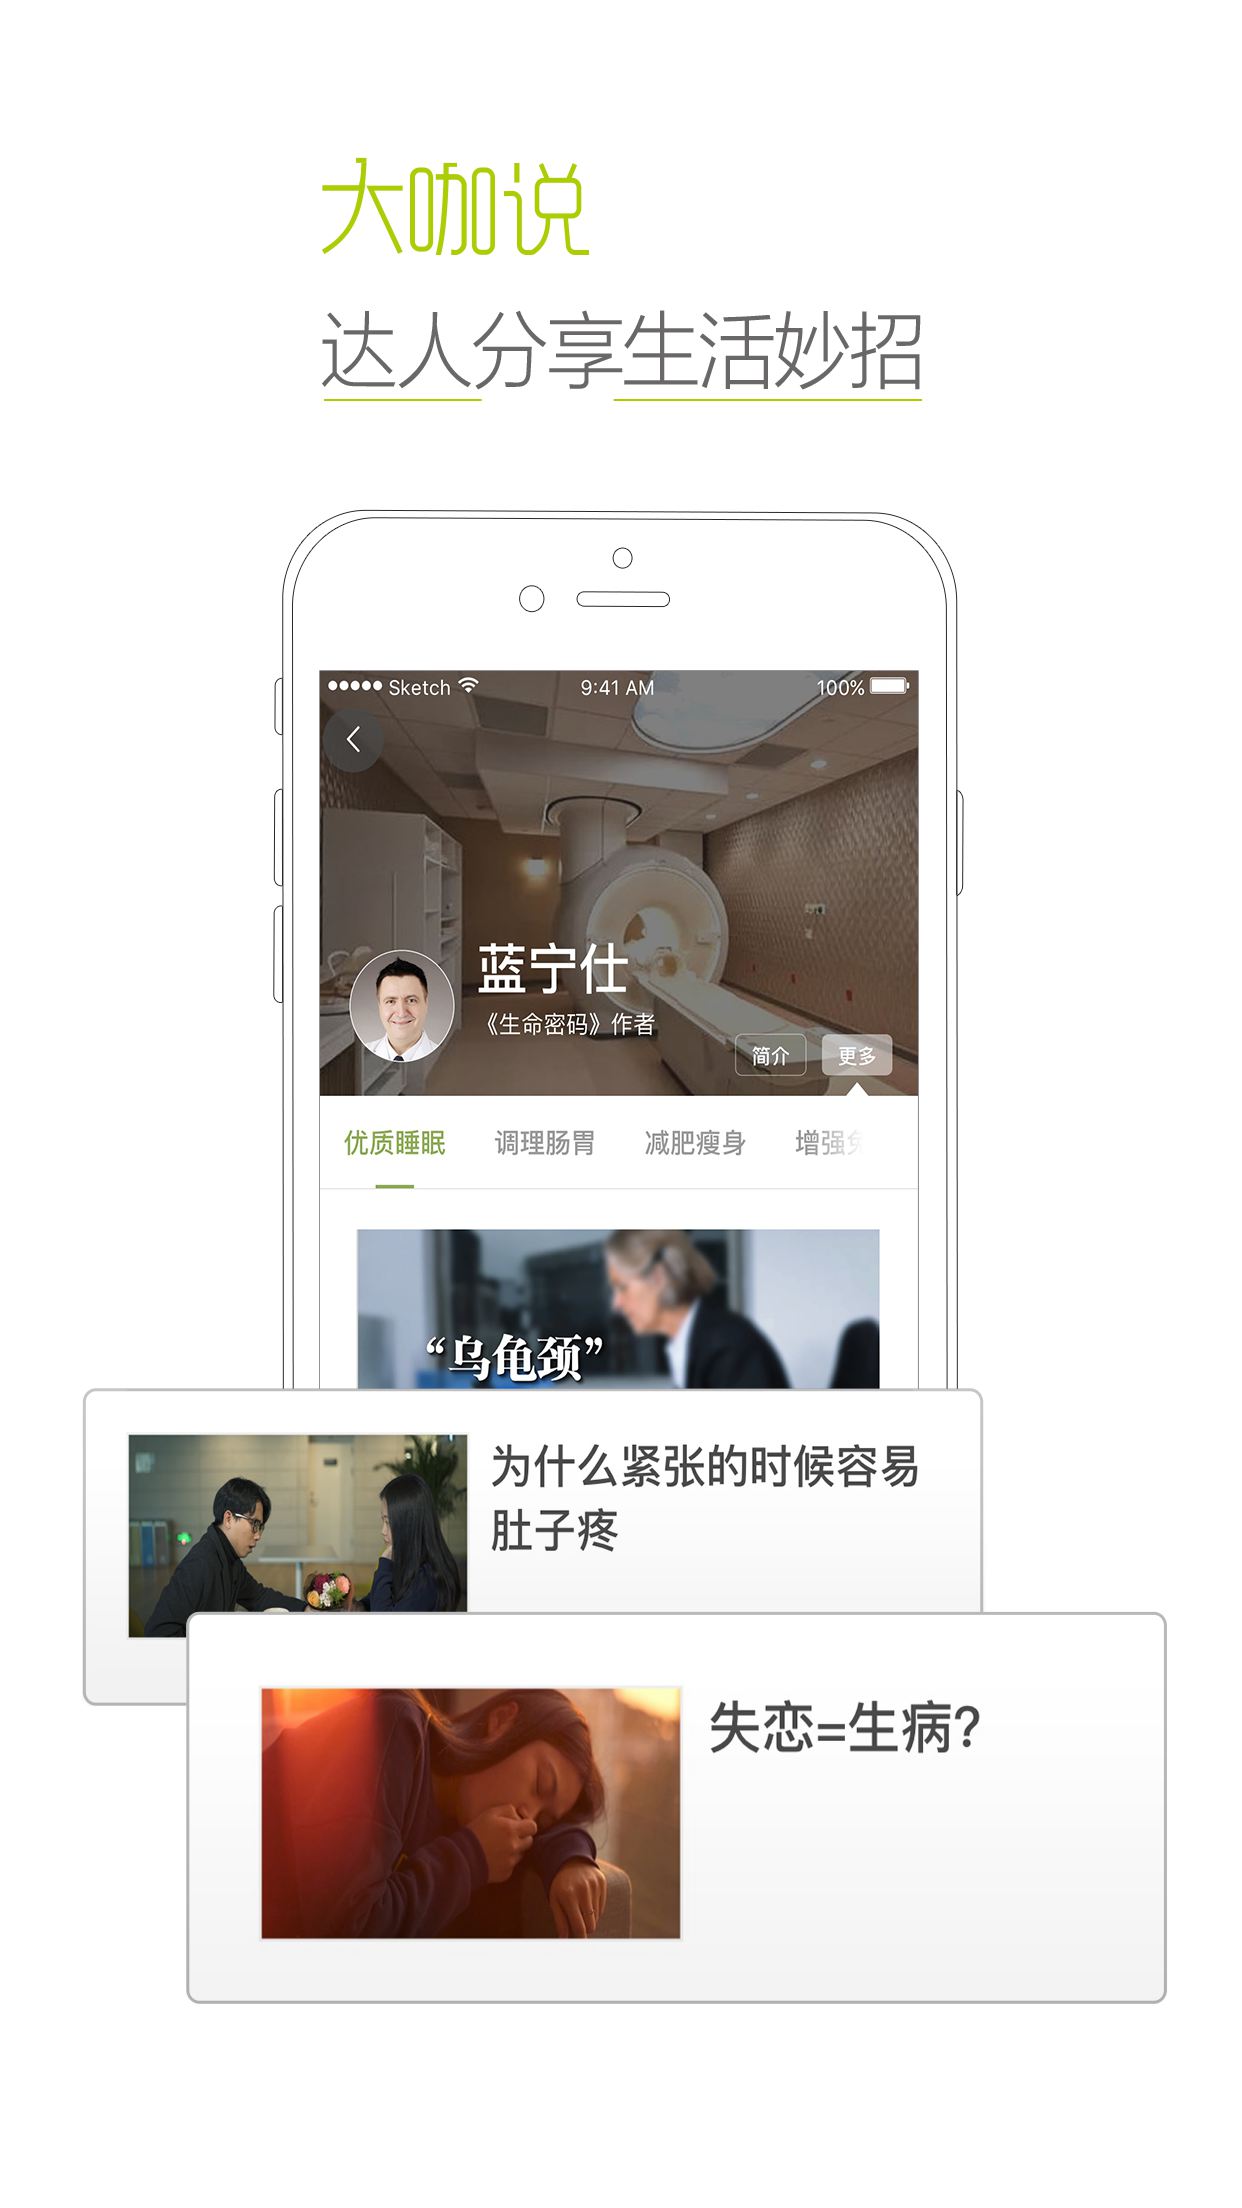 大咖说
达人分享生活妙招
Sketch 9:41 AM 100%
蓝宁仕
《生命密码》作者
简介 更多
优质睡眠 调理肠胃 减肥瘦身 增强免
“乌龟颈”
为什么紧张的时候容易
肚子疼
失恋=生病?